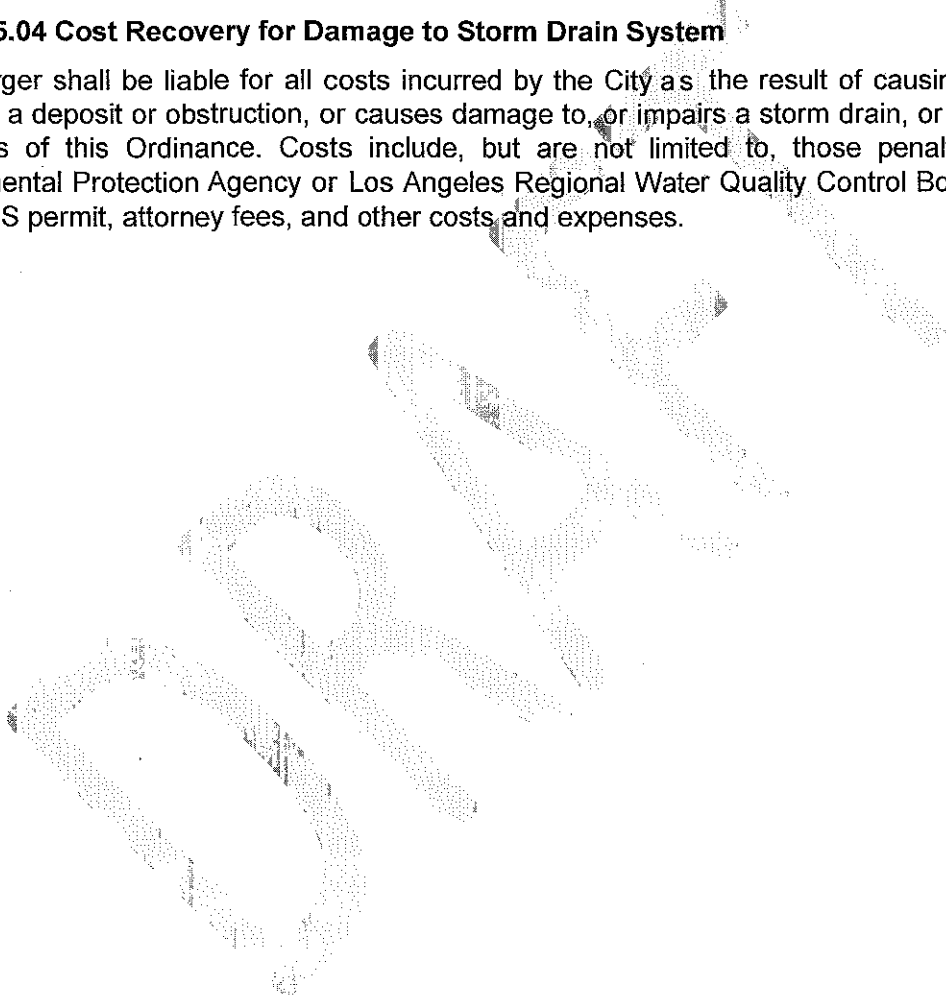 5.04 Cost Recovery for Damage to Storm Drain System
rger shall be liable for all costs incurred by the City as the result of causin
a deposit or obstruction, or causes damage to, or impairs a storm drain, or
s of this Ordinance. Costs include, but are not limited to, those penal
ental Protection Agency or Los Angeles Regional Water Quality Control Bo
S permit, attorney fees, and other costs and expenses.
DRAFT